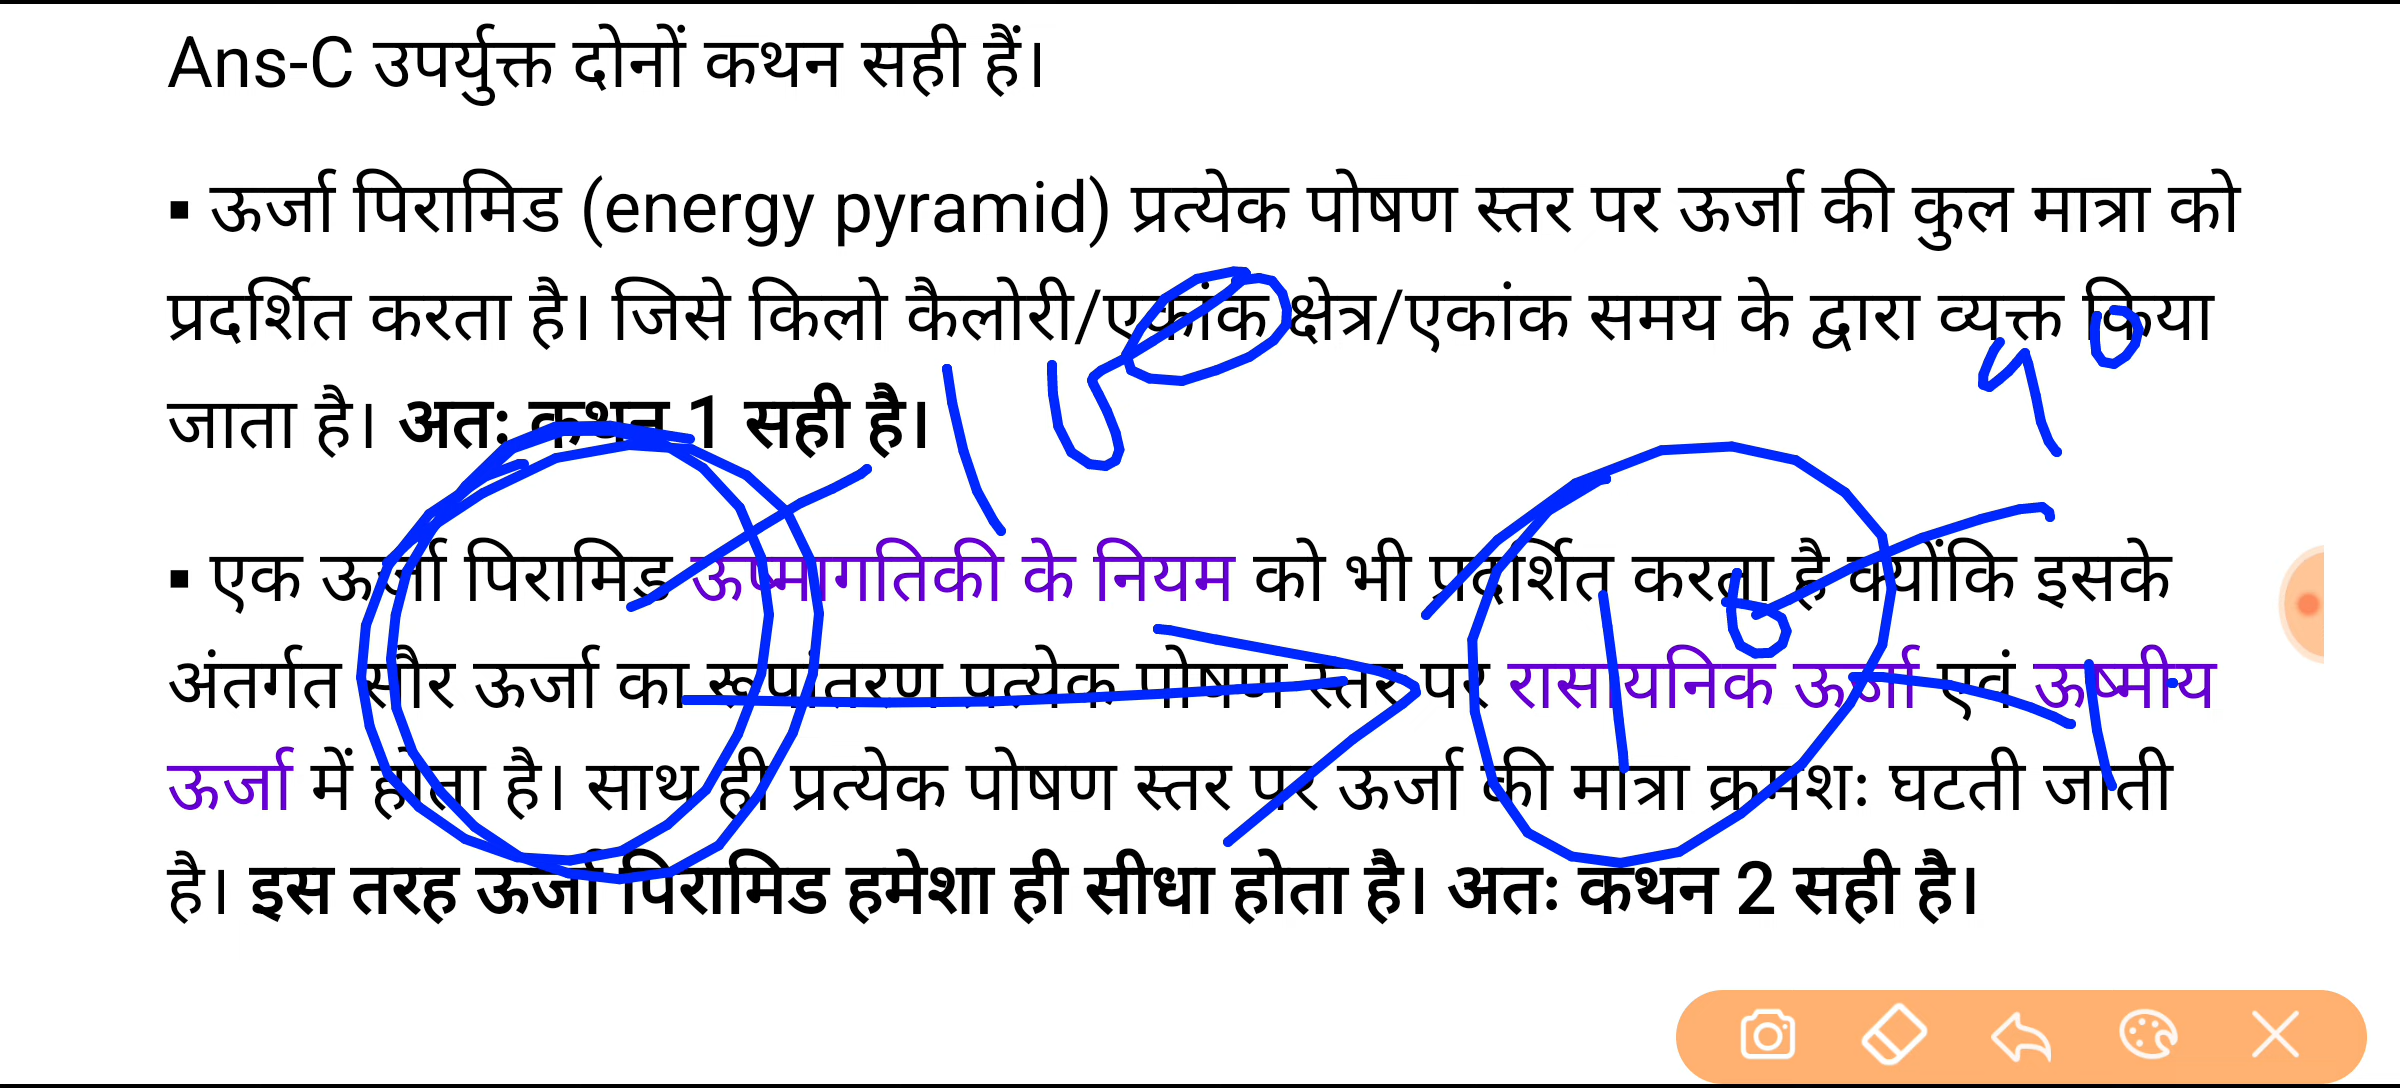 Ans-C उपर्युक्त दोनों कथन सही हैं।
▪ ऊर्जा पिरामिड (energy pyramid) प्रत्येक पोषण स्तर पर ऊर्जा की कुल मात्रा को
प्रदर्शित करता है। जिसे किलो कैलोरी/एकांक क्षेत्र/एकांक समय के द्वारा व्यक्त किया
जाता है। अतः कथन 1 सही है।
▪ एक ऊर्जा पिरामिड ऊष्मागतिकी के नियम को भी प्रदर्शित करता है क्योंकि इसके
अंतर्गत सौर ऊर्जा का रूपांतरण प्रत्येक पोषण स्तर पर रासायनिक ऊर्जा एवं ऊष्मीय
ऊर्जा में होता है। साथ ही प्रत्येक पोषण स्तर पर ऊर्जा की मात्रा क्रमशः घटती जाती
है। इस तरह ऊर्जा पिरामिड हमेशा ही सीधा होता है। अतः कथन 2 सही है।